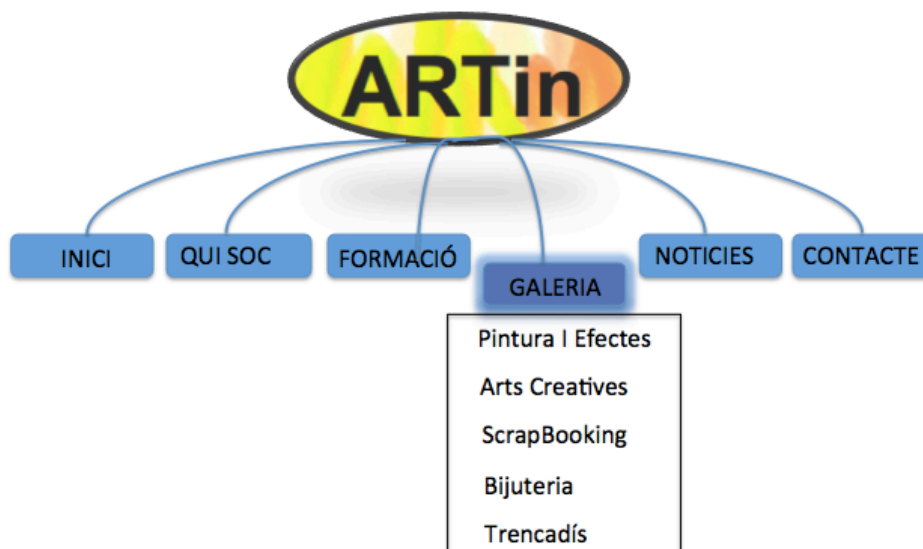 ARTin
INICI
QUI SOC
FORMACIÓ
GALERIA
NOTICIES
CONTACTE
Pintura I Efectes
Arts Creatives
ScrapBooking
Bijuteria
Trencadís